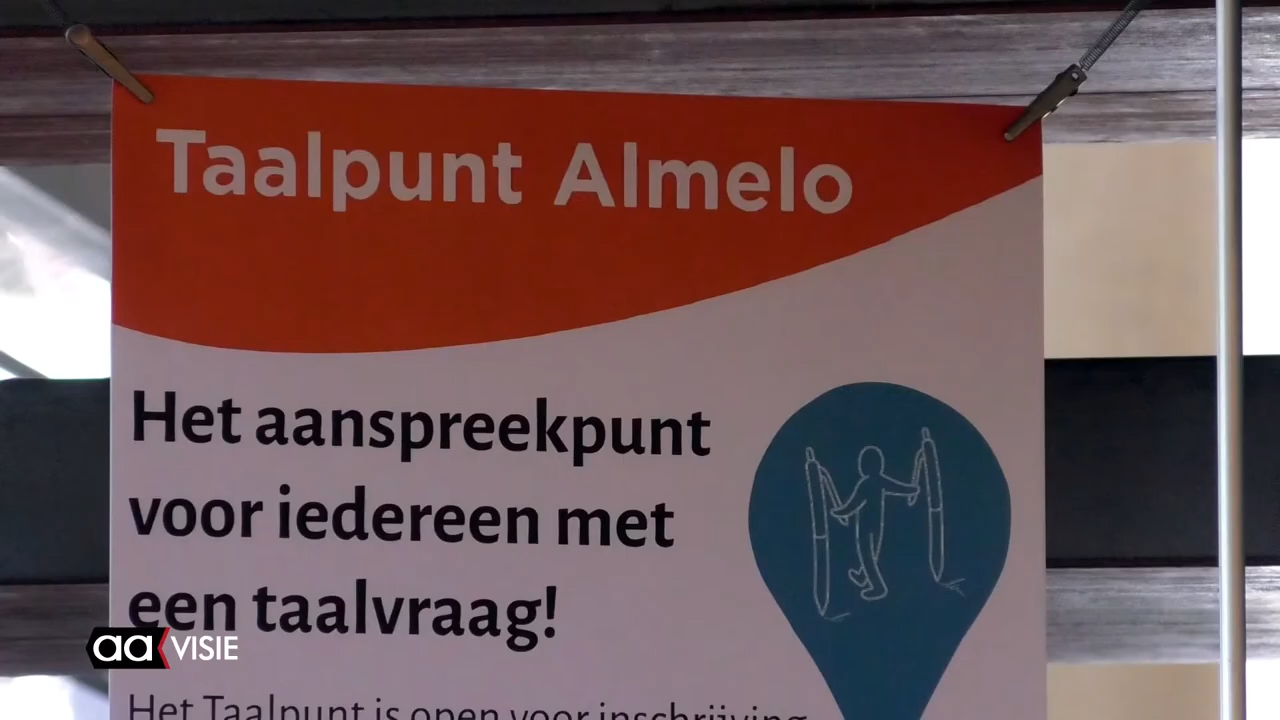 Taalpunt Almelo
Het aanspreekpunt
voor iedereen met
een taalvraag!
aa VISIE
Het Taalpunt is open voor inschrijving